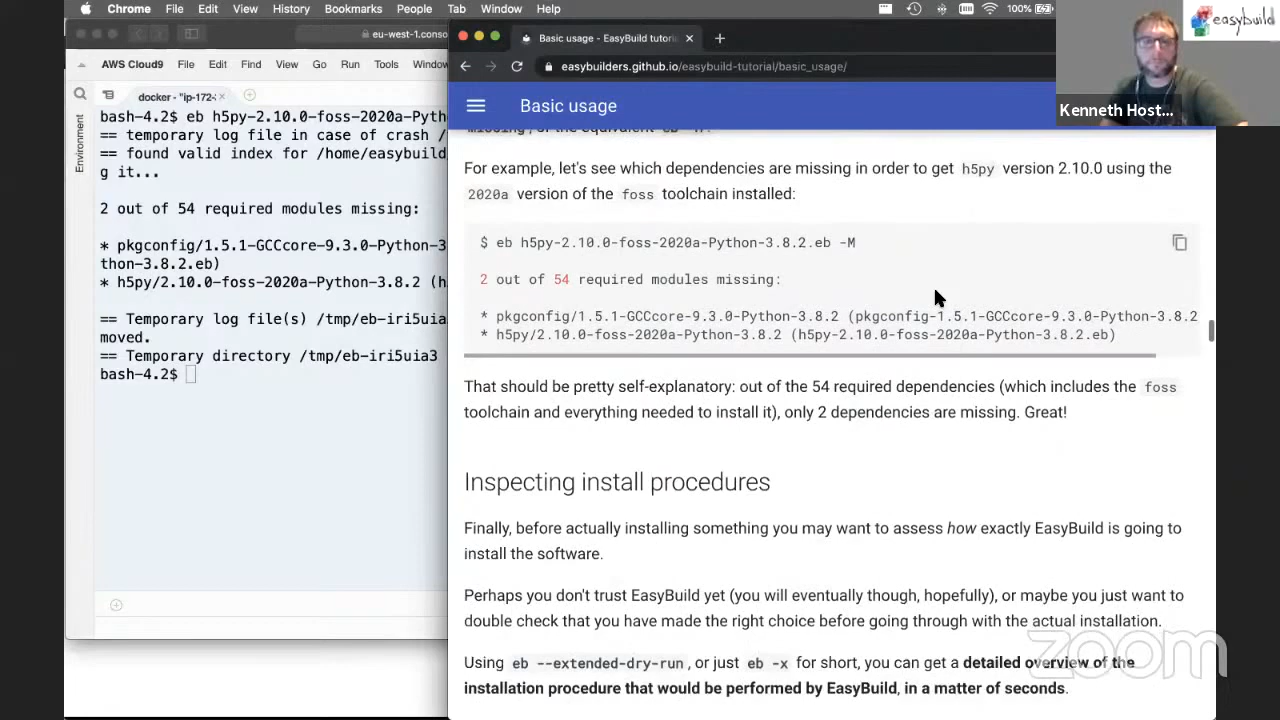 Chrome File Edit View History Bookmarks People Tab Window Help 100%
eu-west-1.conso
AWS Cloud9 File Edit Find View Go Run Tools Window
docker - "ip-172-
Environment
bash-4.2$ eb h5py-2.10.0-foss-2020a-Pyth
== temporary log file in case of crash /
== found valid index for /home/easybuild
g it...
2 out of 54 required modules missing:
* pkgconfig/1.5.1-GCCcore-9.3.0-Python-3
thon-3.8.2.eb)
* h5py/2.10.0-foss-2020a-Python-3.8.2 (h
== Temporary log file(s) /tmp/eb-iri5uia
moved.
== Temporary directory /tmp/eb-iri5uia3
bash-4.2$
Basic usage - EasyBuild tutori
easybuilders.github.io/easybuild-tutorial/basic_usage/
Basic usage
missing, or the equivalent eb -M.
For example, let's see which dependencies are missing in order to get h5py version 2.10.0 using the
2020a version of the foss toolchain installed:
$ eb h5py-2.10.0-foss-2020a-Python-3.8.2.eb -M
2 out of 54 required modules missing:
* pkgconfig/1.5.1-GCCcore-9.3.0-Python-3.8.2 (pkgconfig-1.5.1-GCCcore-9.3.0-Python-3.8.2
* h5py/2.10.0-foss-2020a-Python-3.8.2 (h5py-2.10.0-foss-2020a-Python-3.8.2.eb)
That should be pretty self-explanatory: out of the 54 required dependencies (which includes the foss
toolchain and everything needed to install it), only 2 dependencies are missing. Great!
Inspecting install procedures
Finally, before actually installing something you may want to assess how exactly EasyBuild is going to
install the software.
Perhaps you don't trust EasyBuild yet (you will eventually though, hopefully), or maybe you just want to
double check that you have made the right choice before going through with the actual installation.
Using eb --extended-dry-run, or just eb -x for short, you can get a detailed overview of the
installation procedure that would be performed by EasyBuild, in a matter of seconds.
easybuild
Kenneth Host...
zoom